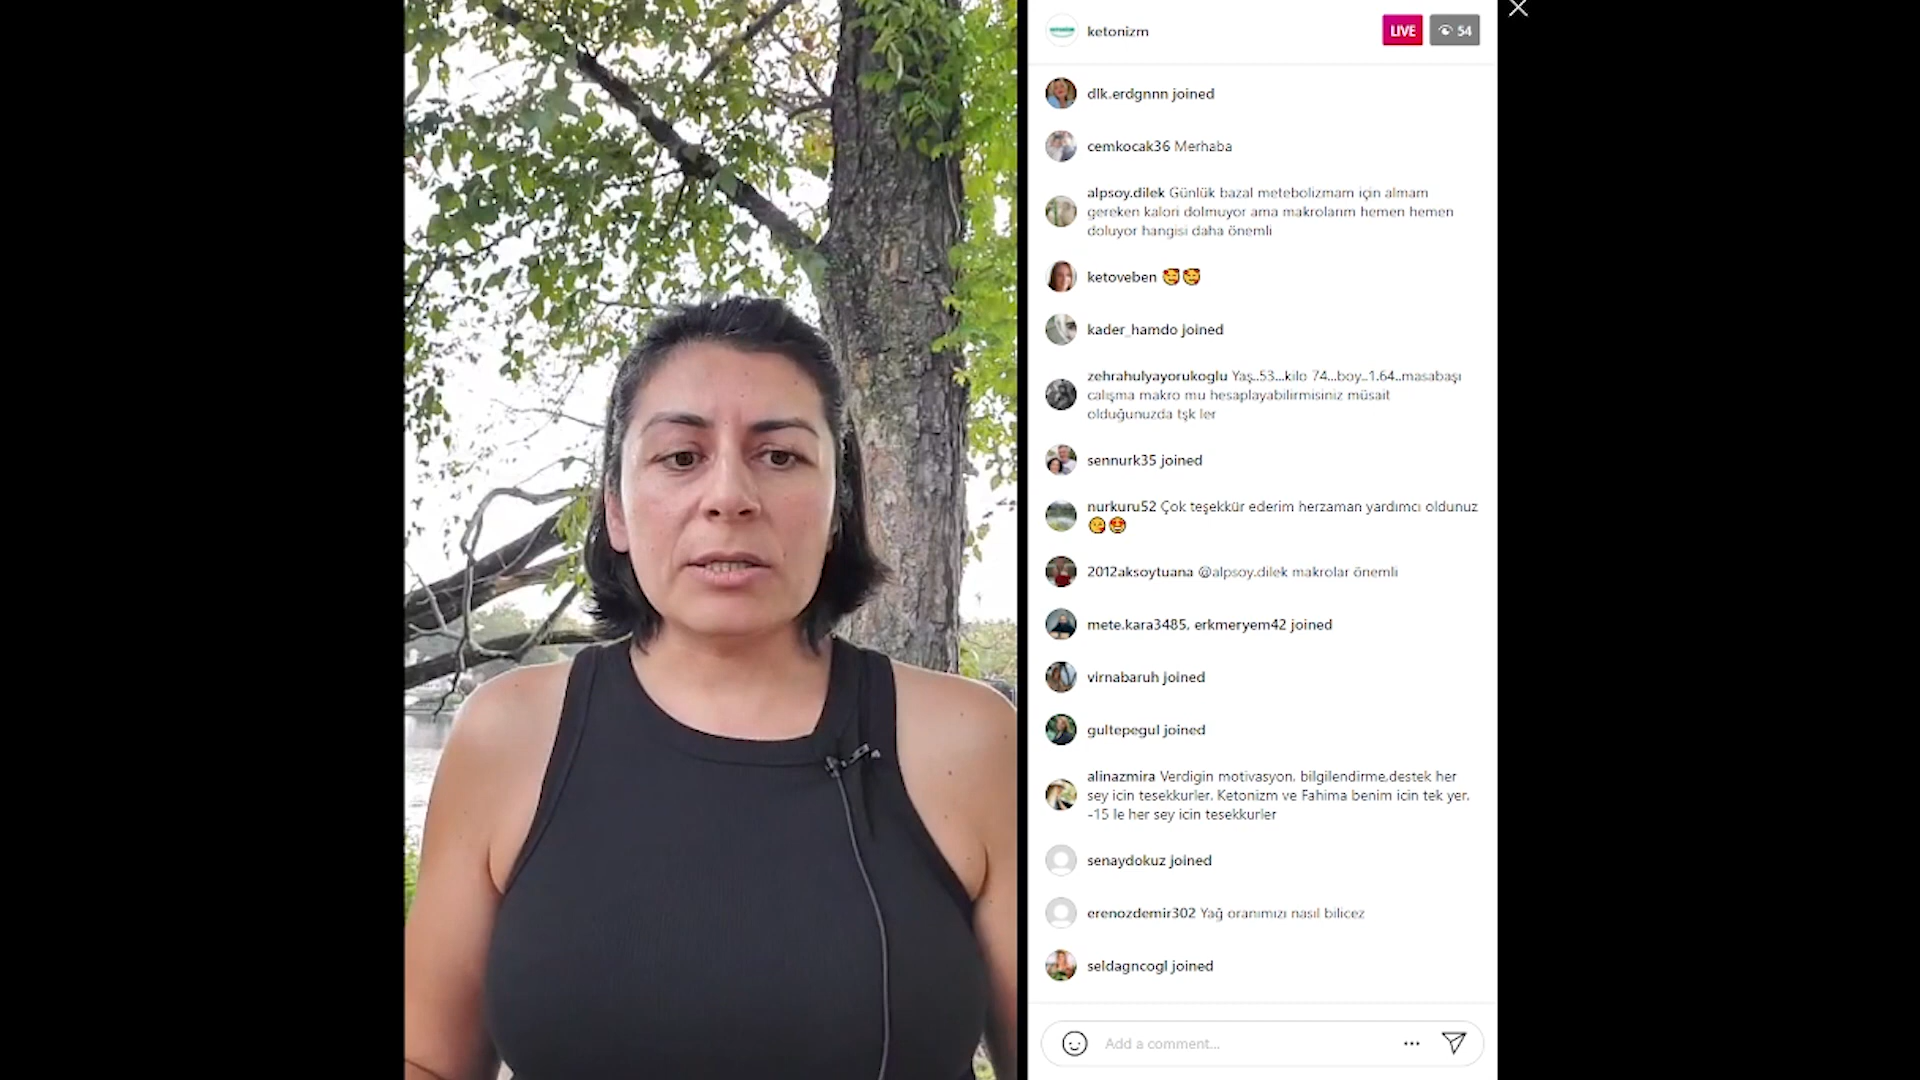 ketonizm
LIVE
54
dlk.erdgnnn joined
cemkocak36 Merhaba
alpsoy.dilek Günlük bazal metebolizmam için almam
gereken kalori dolmuyor ama makrolarım hemen hemen
doluyor hangisi daha önemli
ketoveben 🥰🥰
kader_hamdo joined
zehrahulyayorukoglu Yaş..53...kilo 74...boy..1.64..masabaşı
calışma makro mu hesaplayabilirmisiniz müsait
olduğunuzda tşk ler
sennurk35 joined
nurkuru52 Çok teşekkür ederim herzaman yardımcı oldunuz
😘🤩
2012aksoytuana @alpsoy.dilek makrolar önemli
mete.kara3485, erkmeryem42 joined
virnabaruh joined
gultepegul joined
alinazmira Verdigin motivasyon, bilgilendirme,destek her
sey icin tesekkurler. Ketonizm ve Fahima benim icin tek yer.
-15 le her sey icin tesekkurler
senaydokuz joined
erenozdemir302 Yağ oranımızı nasıl bilicez
seldagncogl joined
Add a comment...